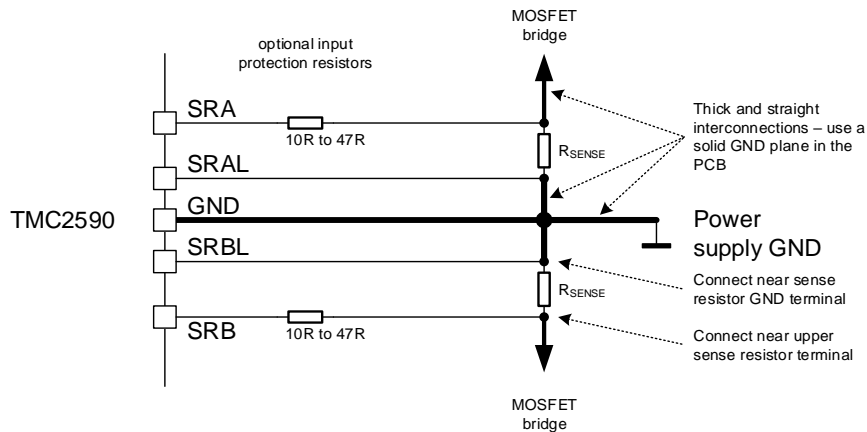 MOSFET
bridge
optional input
protection resistors
SRA
10R to 47R
Thick and straight
interconnections – use a
solid GND plane in the
PCB
RSENSE
SRAL
TMC2590
GND
Power
supply GND
SRBL
RSENSE
Connect near sense
resistor GND terminal
SRB
10R to 47R
Connect near upper
sense resistor terminal
MOSFET
bridge